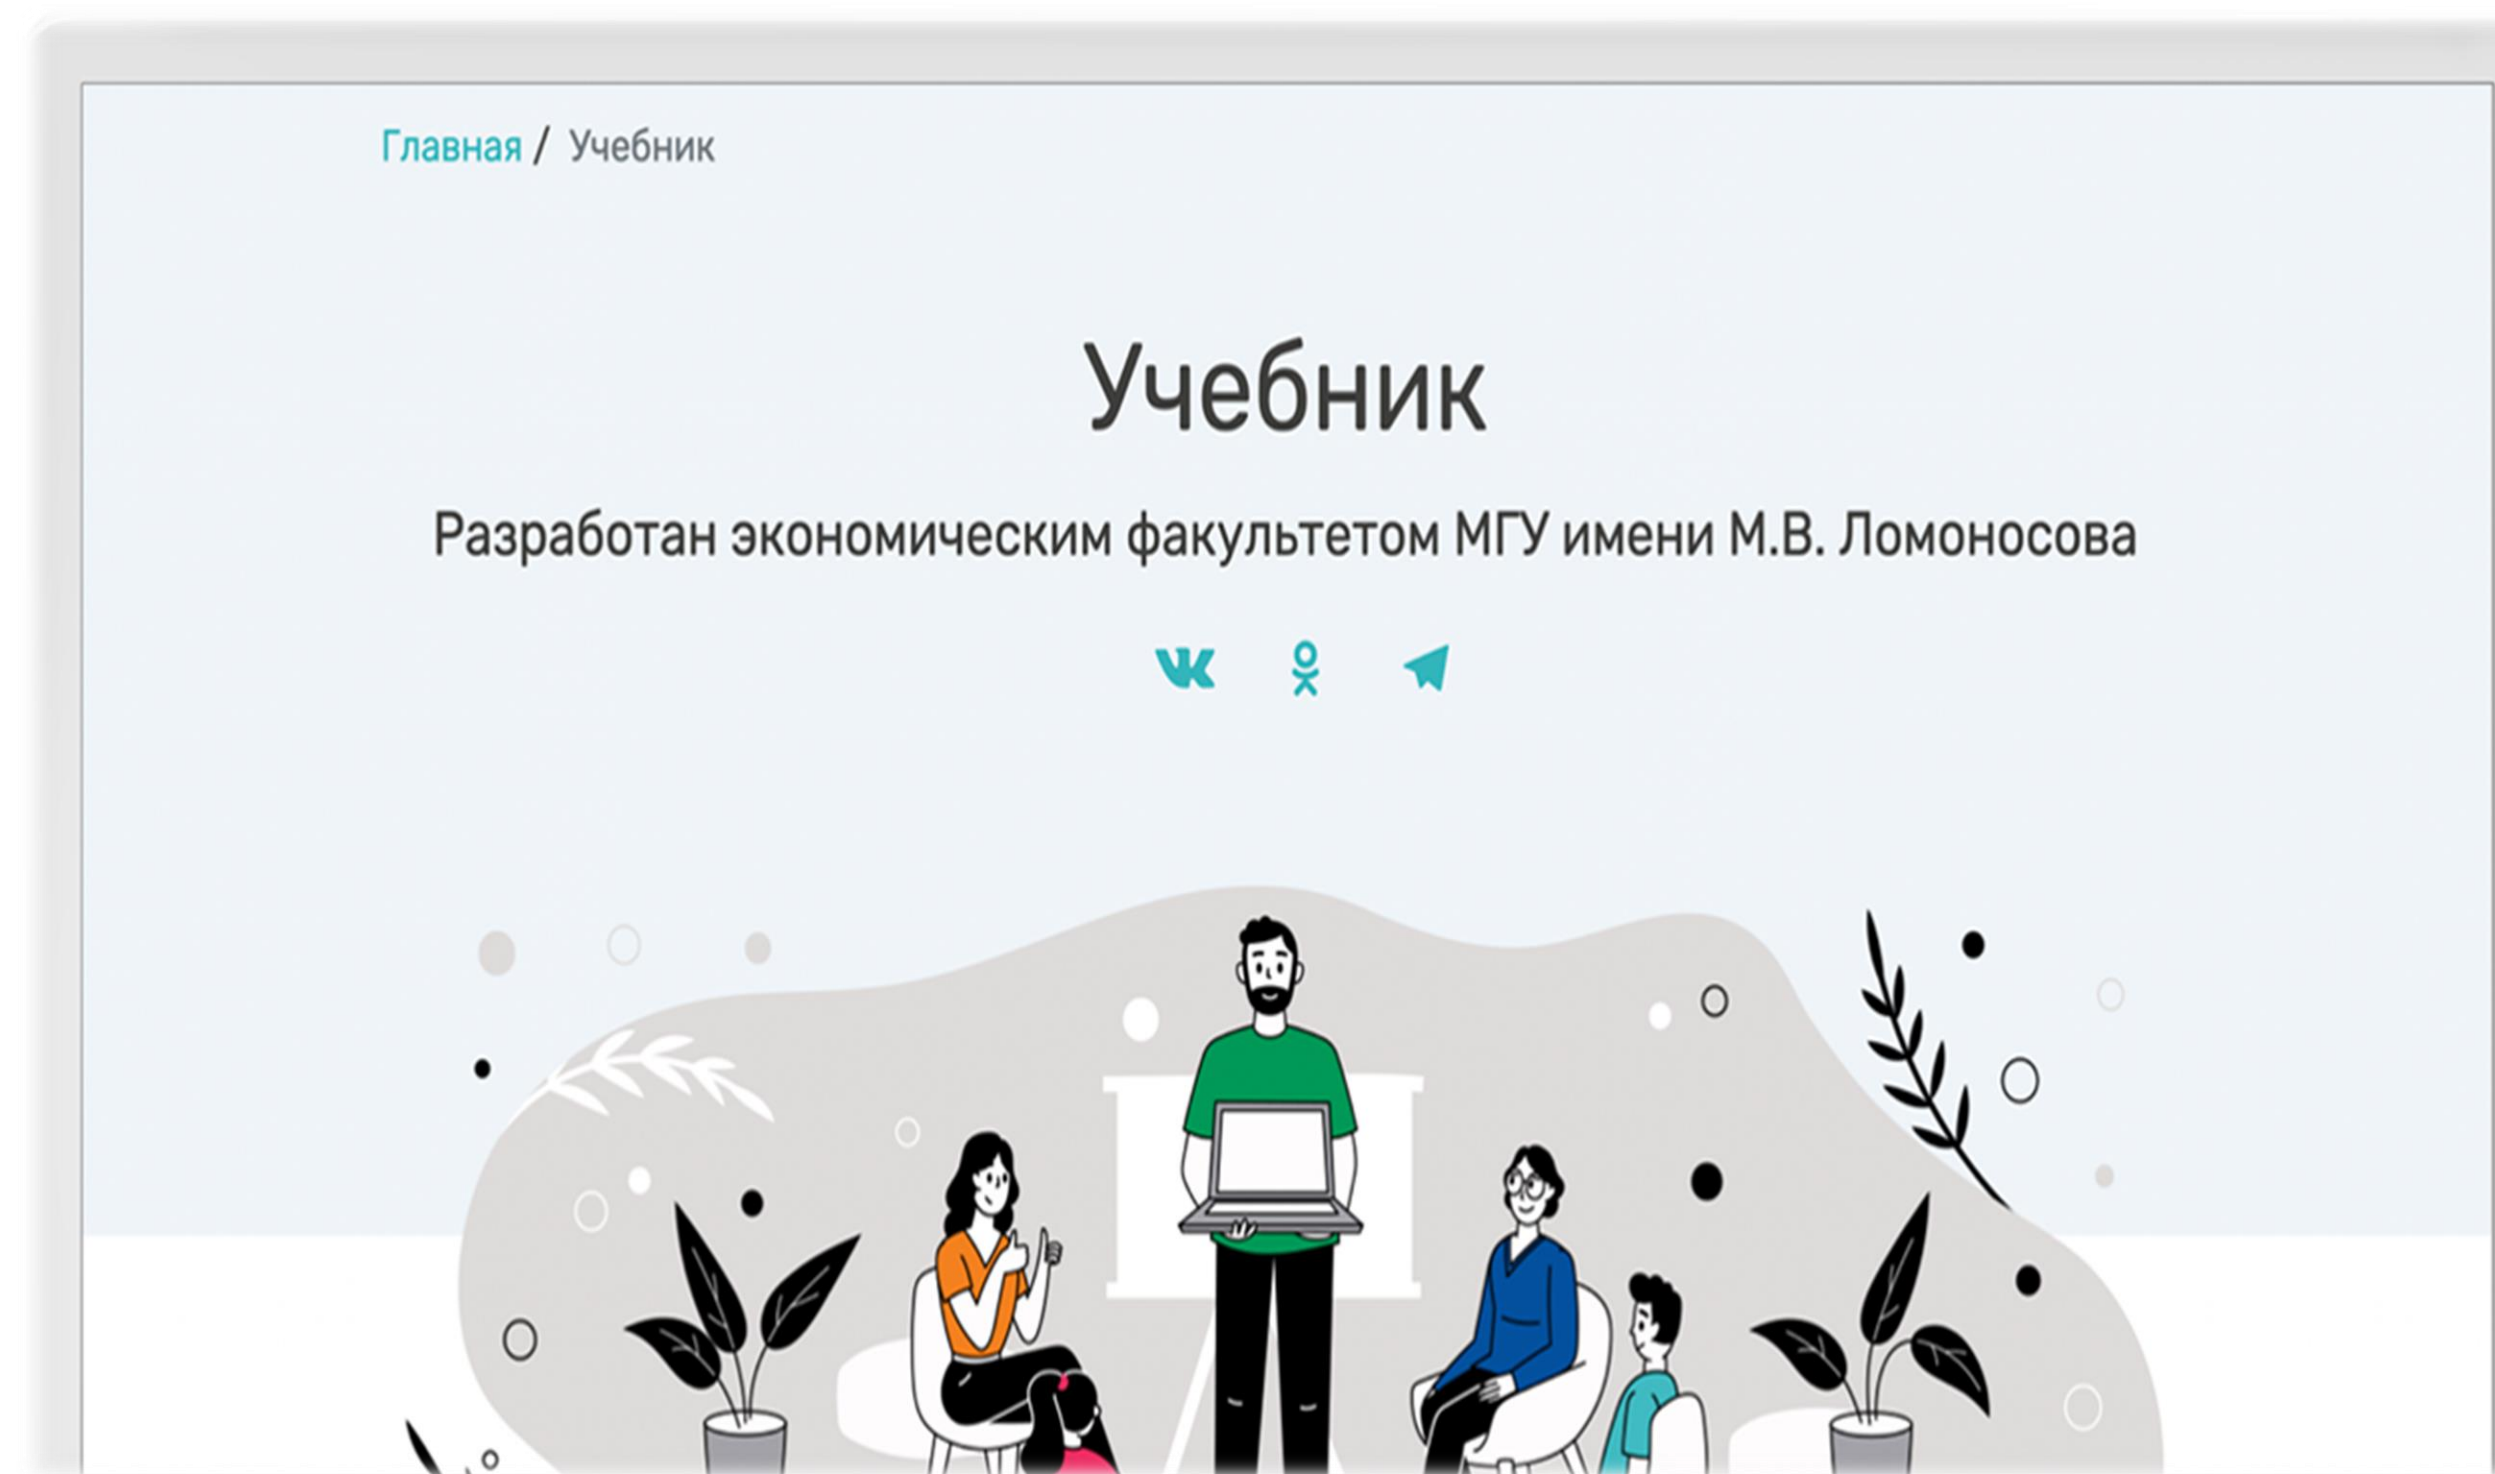 Главная / Учебник
Учебник
Разработан экономическим факультетом МГУ имени М.В. Ломоносова